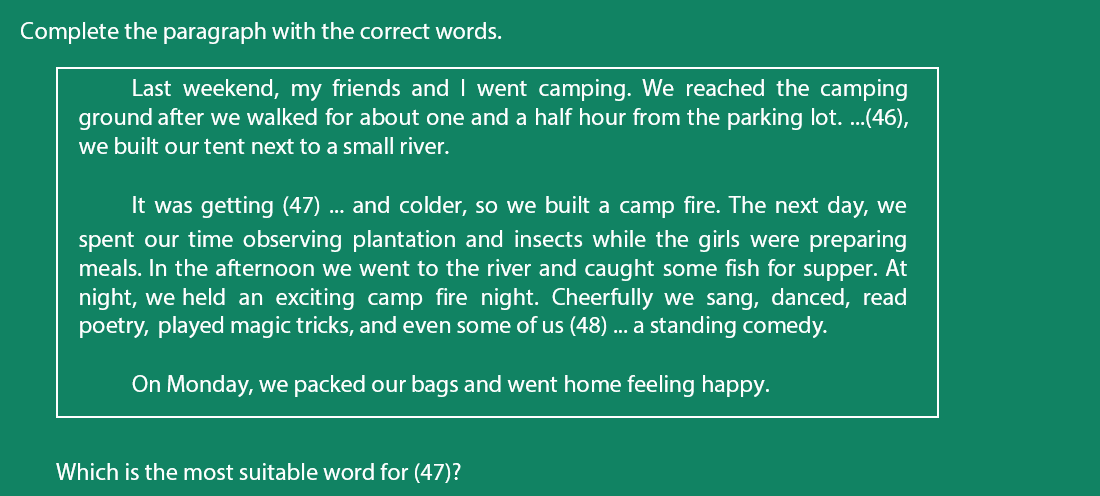 Complete the paragraph with the correct words.
Last weekend, my friends and I went camping. We reached the camping
ground after we walked for about one and a half hour from the parking lot. ...(46),
we built our tent next to a small river.
It was getting (47) ... and colder, so we built a camp fire. The next day, we
spent our time observing plantation and insects while the girls were preparing
meals. In the afternoon we went to the river and caught some fish for supper. At
night, we held an exciting camp fire night. Cheerfully we sang, danced, read
poetry, played magic tricks, and even some of us (48) ... a standing comedy.
On Monday, we packed our bags and went home feeling happy.
Which is the most suitable word for (47)?